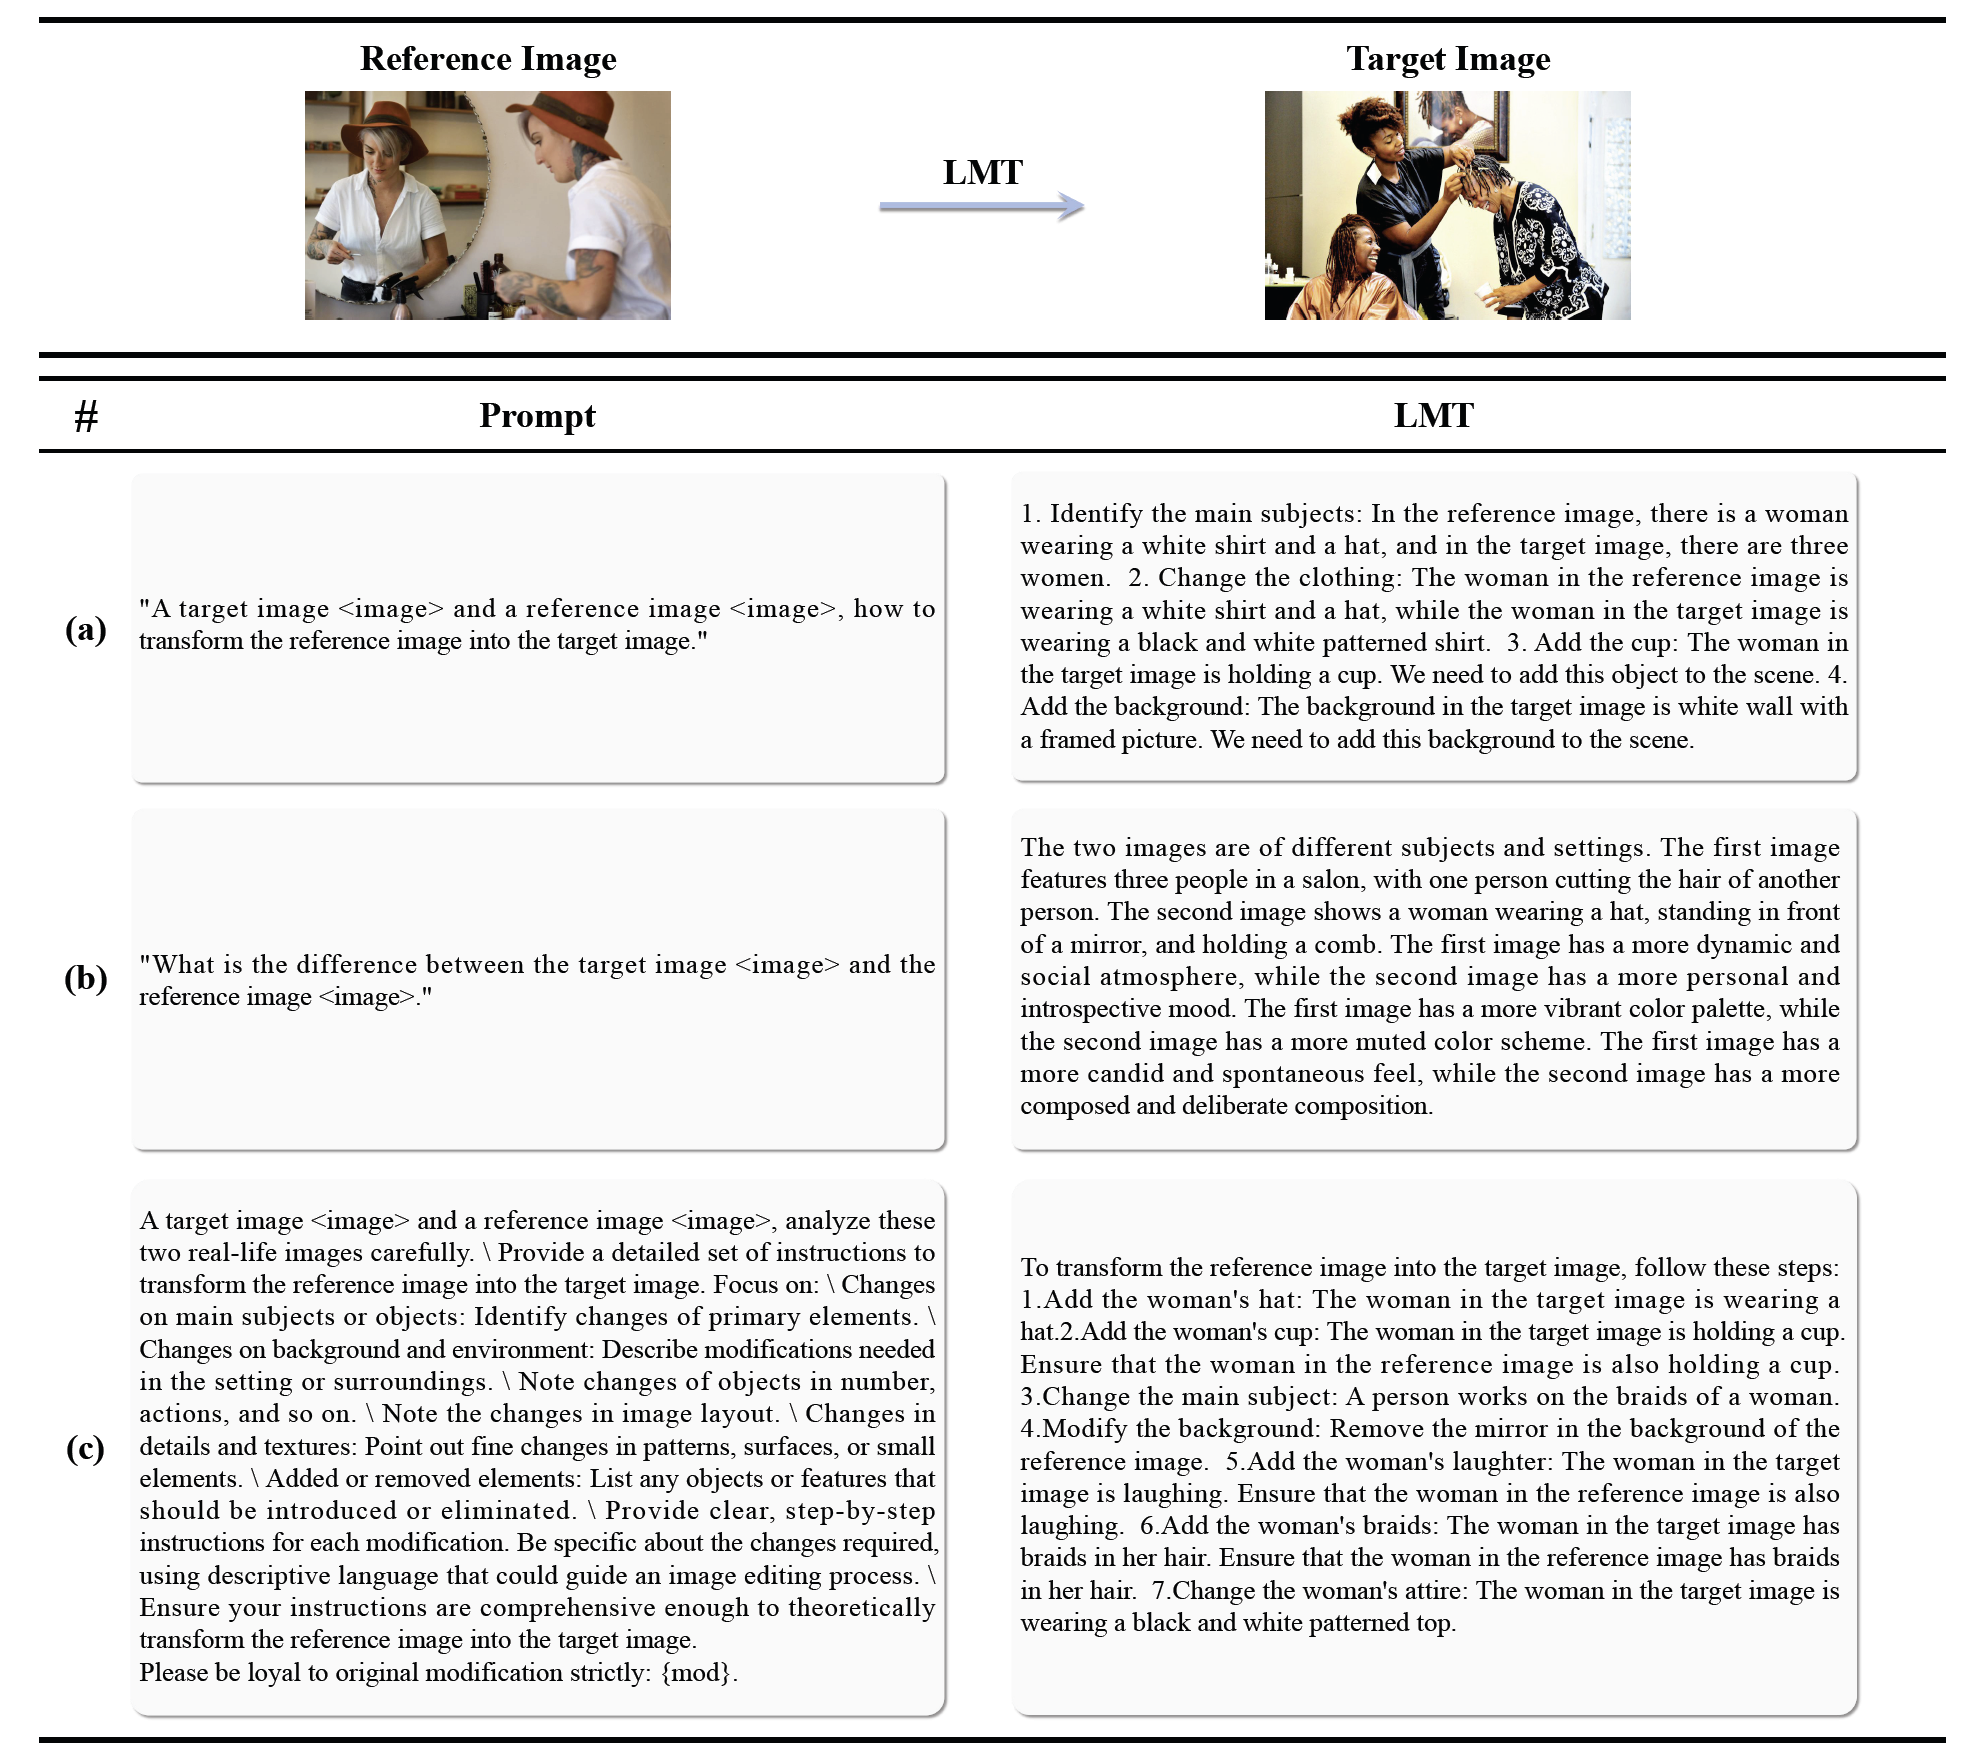 Reference Image
Target Image
LMT
#
Prompt
LMT
(a)
"A target image <image> and a reference image <image>, how to
transform the reference image into the target image."
1. Identify the main subjects: In the reference image, there is a woman
wearing a white shirt and a hat, and in the target image, there are three
women. 2. Change the clothing: The woman in the reference image is
wearing a white shirt and a hat, while the woman in the target image is
wearing a black and white patterned shirt. 3. Add the cup: The woman in
the target image is holding a cup. We need to add this object to the scene. 4.
Add the background: The background in the target image is white wall with
a framed picture. We need to add this background to the scene.
(b)
"What is the difference between the target image <image> and the
reference image <image>."
The two images are of different subjects and settings. The first image
features three people in a salon, with one person cutting the hair of another
person. The second image shows a woman wearing a hat, standing in front
of a mirror, and holding a comb. The first image has a more dynamic and
social atmosphere, while the second image has a more personal and
introspective mood. The first image has a more vibrant color palette, while
the second image has a more muted color scheme. The first image has a
more candid and spontaneous feel, while the second image has a more
composed and deliberate composition.
(c)
A target image <image> and a reference image <image>, analyze these
two real-life images carefully. \ Provide a detailed set of instructions to
transform the reference image into the target image. Focus on: \ Changes
on main subjects or objects: Identify changes of primary elements. \
Changes on background and environment: Describe modifications needed
in the setting or surroundings. \ Note changes of objects in number,
actions, and so on. \ Note the changes in image layout. \ Changes in
details and textures: Point out fine changes in patterns, surfaces, or small
elements. \ Added or removed elements: List any objects or features that
should be introduced or eliminated. \ Provide clear, step-by-step
instructions for each modification. Be specific about the changes required,
using descriptive language that could guide an image editing process. \
Ensure your instructions are comprehensive enough to theoretically
transform the reference image into the target image.
Please be loyal to original modification strictly: {mod}.
To transform the reference image into the target image, follow these steps:
1.Add the woman's hat: The woman in the target image is wearing a
hat.2.Add the woman's cup: The woman in the target image is holding a cup.
Ensure that the woman in the reference image is also holding a cup.
3.Change the main subject: A person works on the braids of a woman.
4.Modify the background: Remove the mirror in the background of the
reference image. 5.Add the woman's laughter: The woman in the target
image is laughing. Ensure that the woman in the reference image is also
laughing. 6.Add the woman's braids: The woman in the target image has
braids in her hair. Ensure that the woman in the reference image has braids
in her hair. 7.Change the woman's attire: The woman in the target image is
wearing a black and white patterned top.